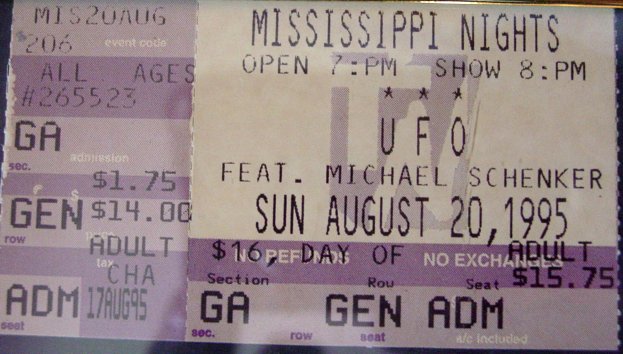 MIS20AUG
206 event code
ALL AGES
#265523
GA
sec.
admission
$1.75
GEN $14.00
row
ADULT
tax
CHA
ADM 17AUG95
seat
MISSISSIPPI NIGHTS
OPEN 7:PM SHOW 8:PM
* * *
U F O
FEAT. MICHAEL SCHENKER
SUN AUGUST 20,1995
$16, DAY OF ADULT
NO REFUNDS NO EXCHANGES
Section Row Seat $15.75
GA GEN ADM
sec. row seat a/c included